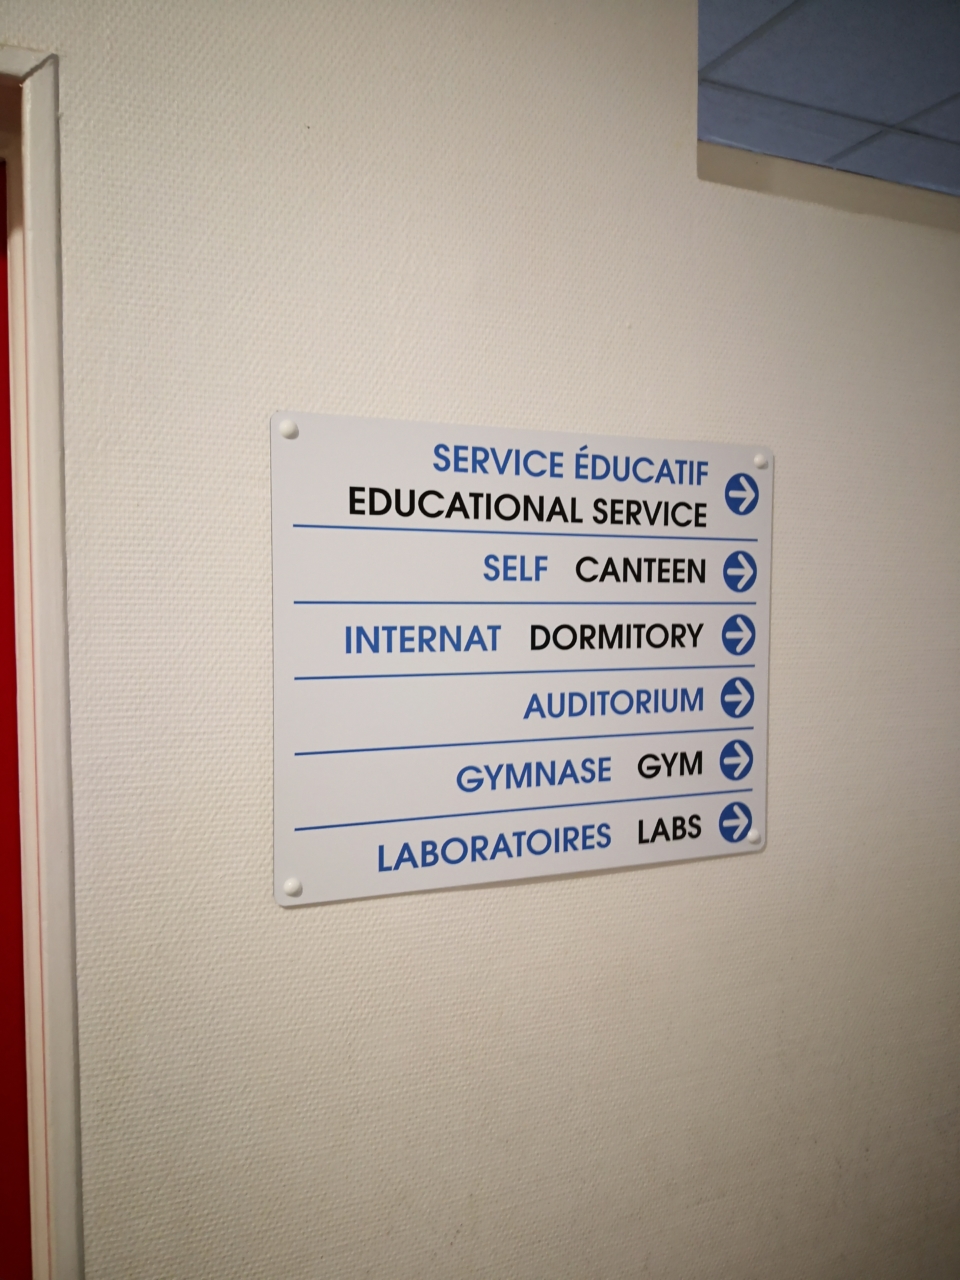 SERVICE ÉDUCATIF
EDUCATIONAL SERVICE
SELF CANTEEN
INTERNAT DORMITORY
AUDITORIUM
GYMNASE GYM
LABORATOIRES LABS